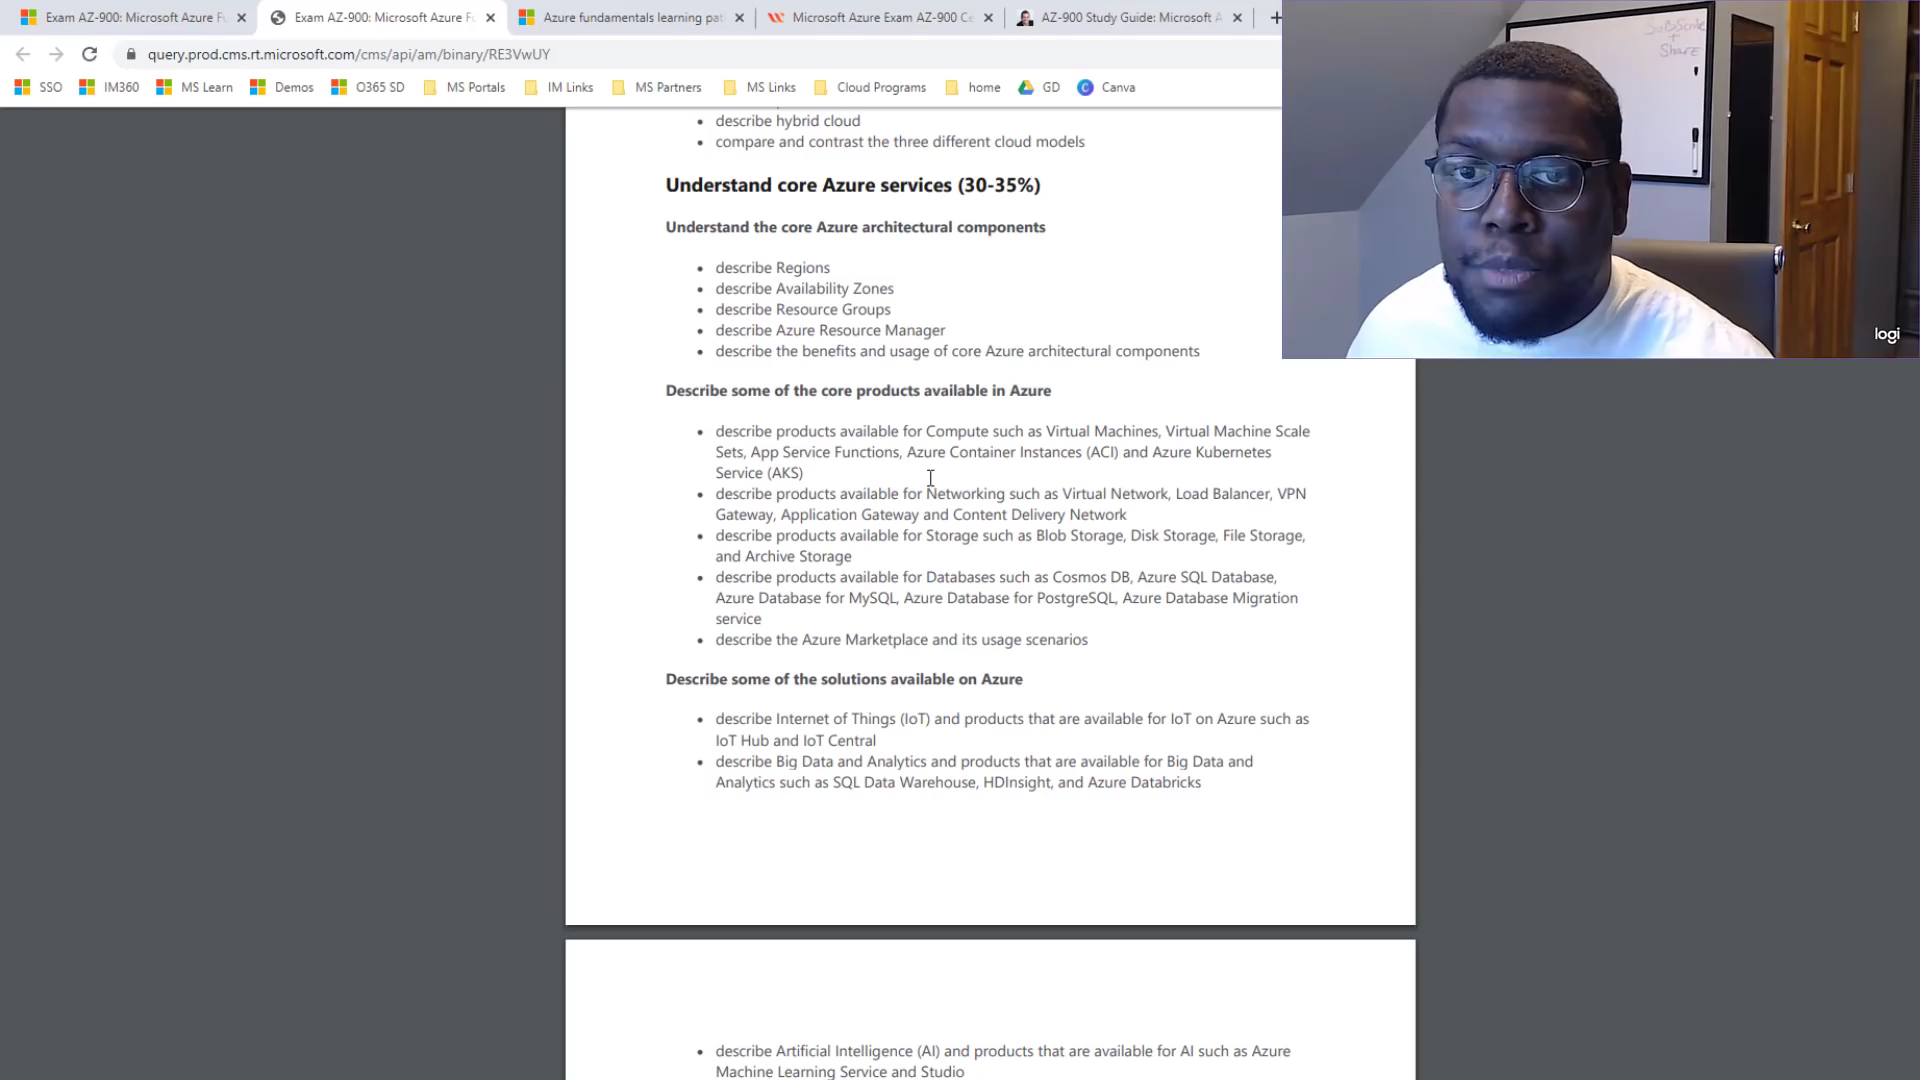 Exam AZ-900: Microsoft Azure Fu
Exam AZ-900: Microsoft Azure Fu
Azure fundamentals learning pat
Microsoft Azure Exam AZ-900 Ce
AZ-900 Study Guide: Microsoft A
query.prod.cms.rt.microsoft.com/cms/api/am/binary/RE3VwUY
SSO
IM360
MS Learn
Demos
O365 SD
MS Portals
IM Links
MS Partners
MS Links
Cloud Programs
home
GD
Canva
SubScribe
+
Share
logi
• describe hybrid cloud
• compare and contrast the three different cloud models
Understand core Azure services (30-35%)
Understand the core Azure architectural components
• describe Regions
• describe Availability Zones
• describe Resource Groups
• describe Azure Resource Manager
• describe the benefits and usage of core Azure architectural components
Describe some of the core products available in Azure
• describe products available for Compute such as Virtual Machines, Virtual Machine Scale
Sets, App Service Functions, Azure Container Instances (ACI) and Azure Kubernetes
Service (AKS)
• describe products available for Networking such as Virtual Network, Load Balancer, VPN
Gateway, Application Gateway and Content Delivery Network
• describe products available for Storage such as Blob Storage, Disk Storage, File Storage,
and Archive Storage
• describe products available for Databases such as Cosmos DB, Azure SQL Database,
Azure Database for MySQL, Azure Database for PostgreSQL, Azure Database Migration
service
• describe the Azure Marketplace and its usage scenarios
Describe some of the solutions available on Azure
• describe Internet of Things (IoT) and products that are available for IoT on Azure such as
IoT Hub and IoT Central
• describe Big Data and Analytics and products that are available for Big Data and
Analytics such as SQL Data Warehouse, HDInsight, and Azure Databricks
• describe Artificial Intelligence (AI) and products that are available for AI such as Azure
Machine Learning Service and Studio